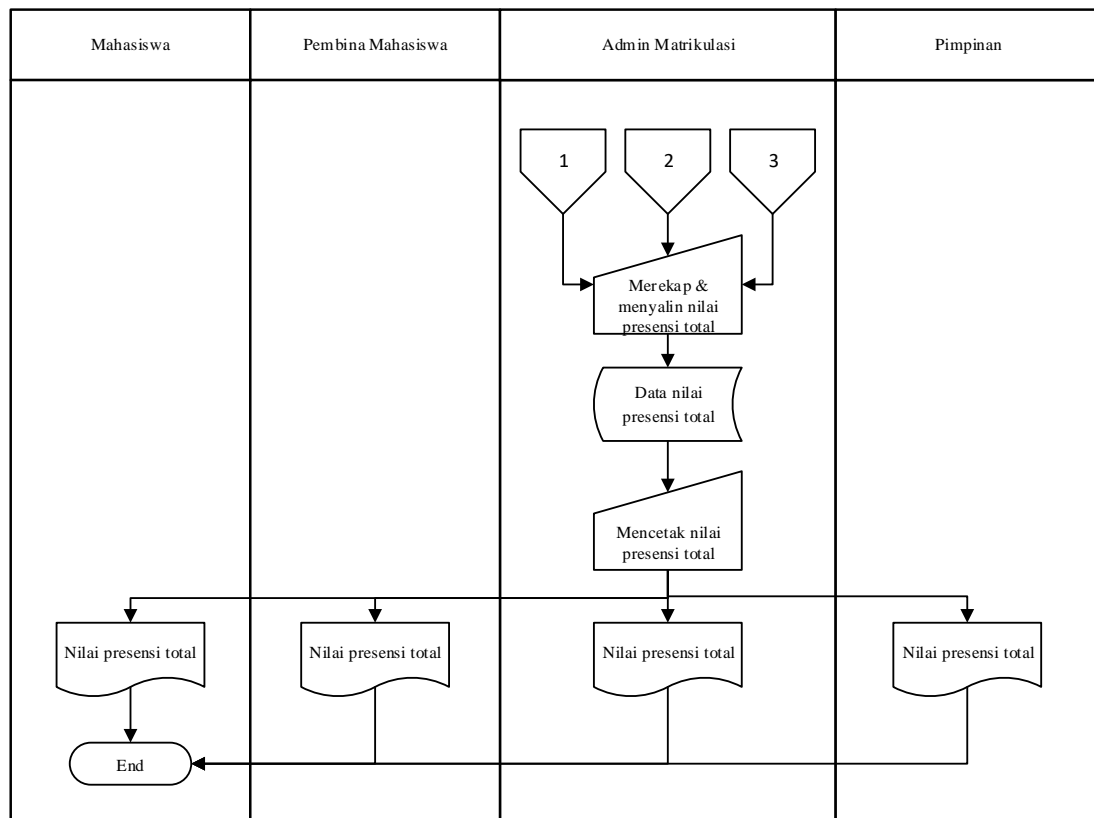 Mahasiswa
Pembina Mahasiswa
Admin Matrikulasi
Pimpinan
1
2
3
Merekap &
menyalin nilai
presensi total
Data nilai
presensi total
Mencetak nilai
presensi total
Nilai presensi total
Nilai presensi total
Nilai presensi total
Nilai presensi total
End